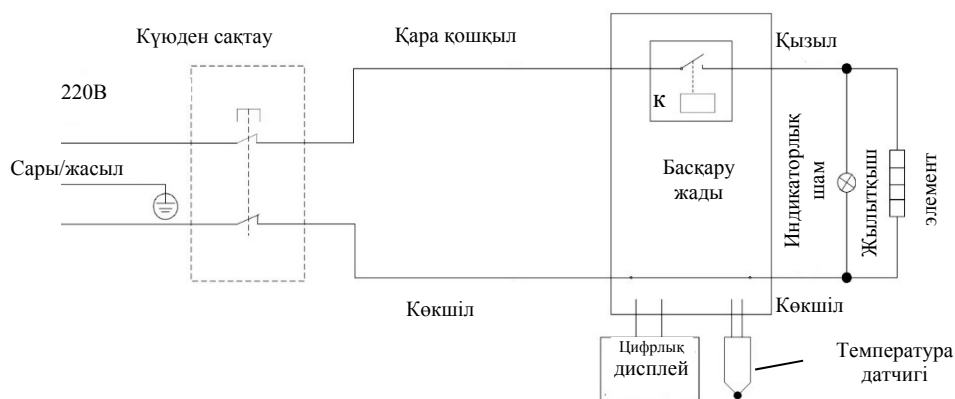 Күюден сақтау
Қара қошқыл
Қызыл
220В
К
Сары/жасыл
Басқару
жады
Индикаторлық
шам
Жылытқыш
элемент
Көкшіл
Көкшіл
Цифрлық
дисплей
Температура
датчигі